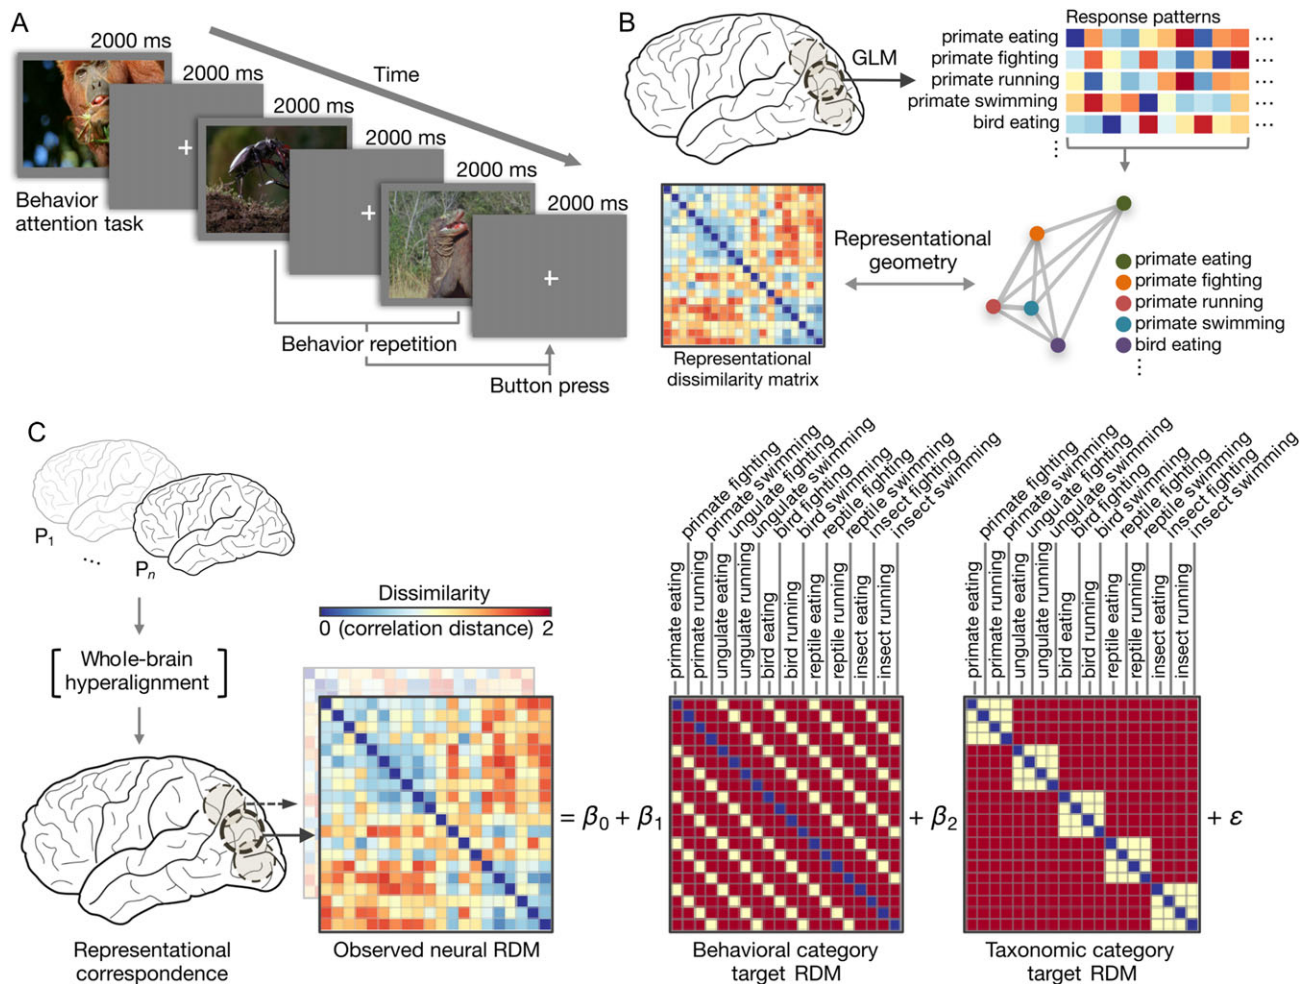 A
2000 ms
2000 ms
2000 ms
2000 ms
2000 ms
2000 ms
Time
Behavior
attention task
Behavior repetition
Button press
B
GLM
Response patterns
primate eating
primate fighting
primate running
primate swimming
bird eating
...
...
...
...
...
Representational
dissimilarity matrix
Representational
geometry
primate eating
primate fighting
primate running
primate swimming
bird eating
C
P1
...
Pn
Whole-brain
hyperalignment
Representational
correspondence
Dissimilarity
0 (correlation distance) 2
Observed neural RDM
= β0 + β1
primate eating
primate fighting
primate running
primate swimming
ungulate eating
ungulate fighting
ungulate running
ungulate swimming
bird eating
bird fighting
bird running
bird swimming
reptile eating
reptile fighting
reptile running
reptile swimming
insect eating
insect fighting
insect running
insect swimming
Behavioral category
target RDM
+ β2
primate eating
primate fighting
primate running
primate swimming
ungulate eating
ungulate fighting
ungulate running
ungulate swimming
bird eating
bird fighting
bird running
bird swimming
reptile eating
reptile fighting
reptile running
reptile swimming
insect eating
insect fighting
insect running
insect swimming
Taxonomic category
target RDM
+ ε